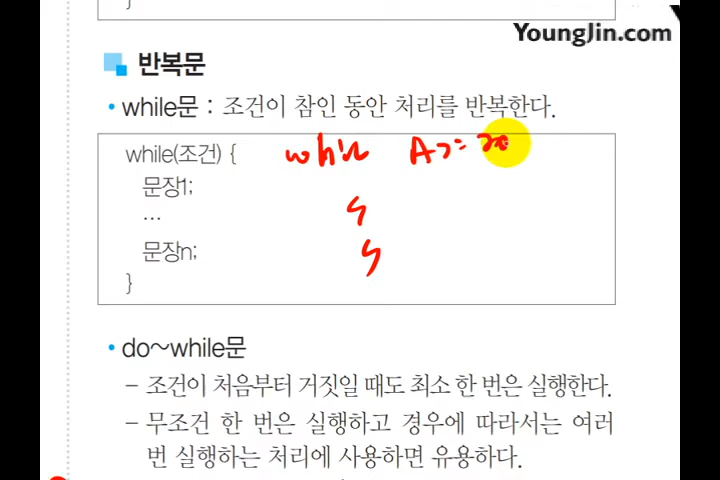 YoungJin.com
반복문
• while문 : 조건이 참인 동안 처리를 반복한다.
while(조건) { while A>=20
문장1;
...
문장n;
}
• do~while문
– 조건이 처음부터 거짓일 때도 최소 한 번은 실행한다.
– 무조건 한 번은 실행하고 경우에 따라서는 여러
번 실행하는 처리에 사용하면 유용하다.